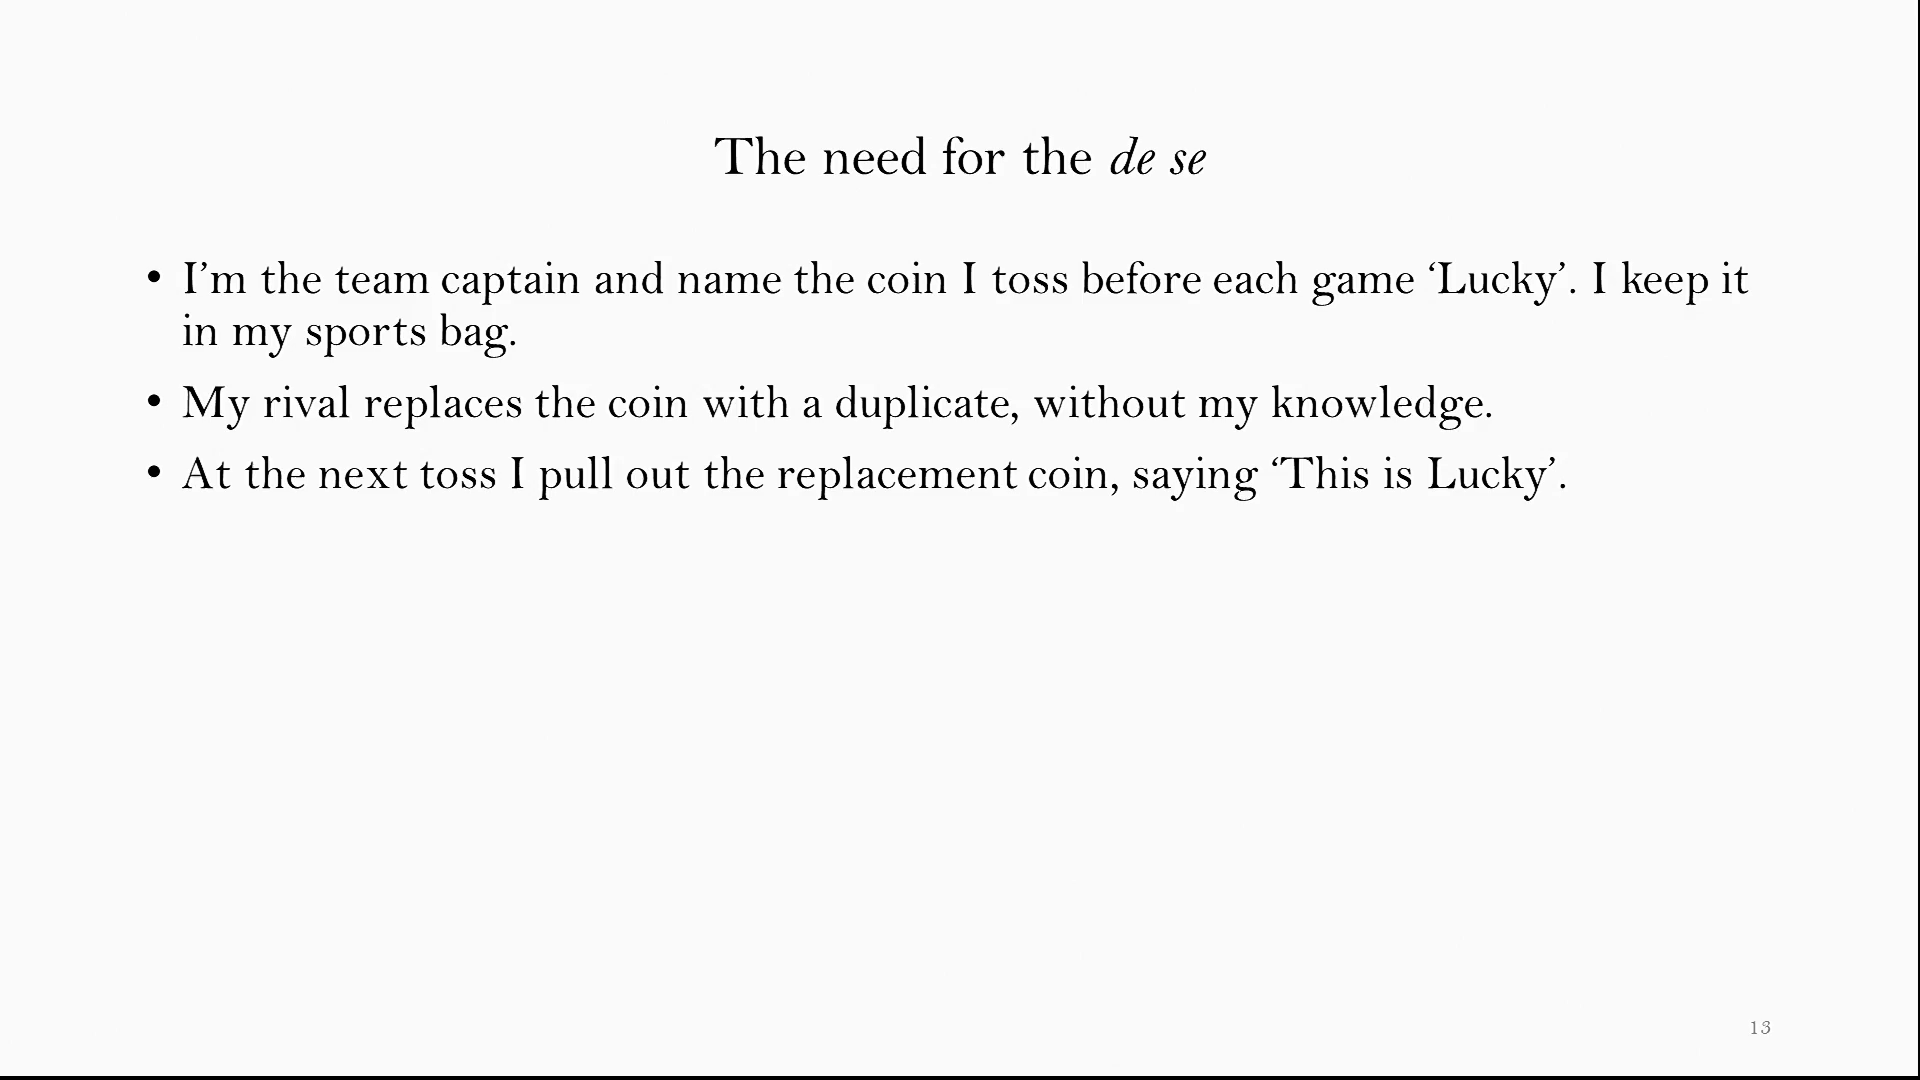 The need for the de se
• I’m the team captain and name the coin I toss before each game ‘Lucky’. I keep it
in my sports bag.
• My rival replaces the coin with a duplicate, without my knowledge.
• At the next toss I pull out the replacement coin, saying ‘This is Lucky’.
13